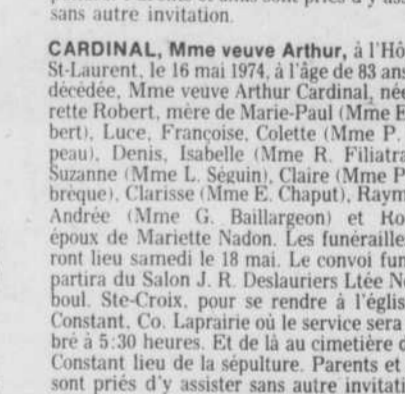 sans autre invitation.
CARDINAL, Mme veuve Arthur, à l'Hô
St-Laurent, le 16 mai 1974, à l'âge de 83 ans
décédée, Mme veuve Arthur Cardinal, née
rette Robert, mère de Marie-Paul (Mme E
bert), Luce, Françoise, Colette (Mme P.
peau), Denis, Isabelle (Mme R. Filiatra
Suzanne (Mme L. Séguin), Claire (Mme P
brèque), Clarisse (Mme E. Chaput), Raym
Andrée (Mme G. Baillargeon) et Ro
époux de Mariette Nadon. Les funéraille
ront lieu samedi le 18 mai. Le convoi fun
partira du Salon J. R. Deslauriers Ltée N
boul. Ste-Croix, pour se rendre à l'église
Constant, Co. Laprairie où le service sera
bré à 5:30 heures. Et de là au cimetière d
Constant lieu de la sépulture. Parents et
sont priés d'y assister sans autre invitati